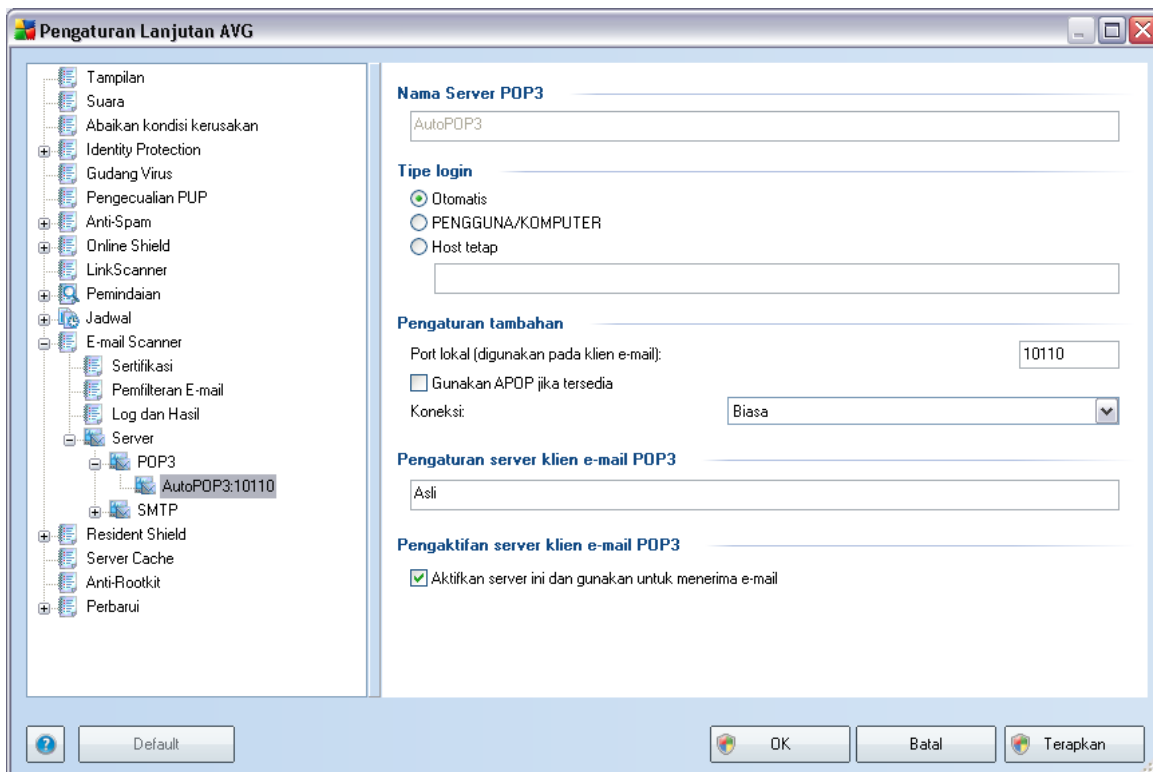 Pengaturan Lanjutan AVG
Tampilan
Suara
Abaikan kondisi kerusakan
Identity Protection
Gudang Virus
Pengecualian PUP
Anti-Spam
Online Shield
LinkScanner
Pemindaian
Jadwal
E-mail Scanner
Sertifikasi
Pemfilteran E-mail
Log dan Hasil
Server
POP3
AutoPOP3:10110
SMTP
Resident Shield
Server Cache
Anti-Rootkit
Perbarui
Nama Server POP3
AutoPOP3
Tipe login
Otomatis
PENGGUNA/KOMPUTER
Host tetap
Pengaturan tambahan
Port lokal (digunakan pada klien e-mail):
10110
Gunakan APOP jika tersedia
Koneksi:
Biasa
Pengaturan server klien e-mail POP3
Asli
Pengaktifan server klien e-mail POP3
Aktifkan server ini dan gunakan untuk menerima e-mail
?
Default
OK
Batal
Terapkan